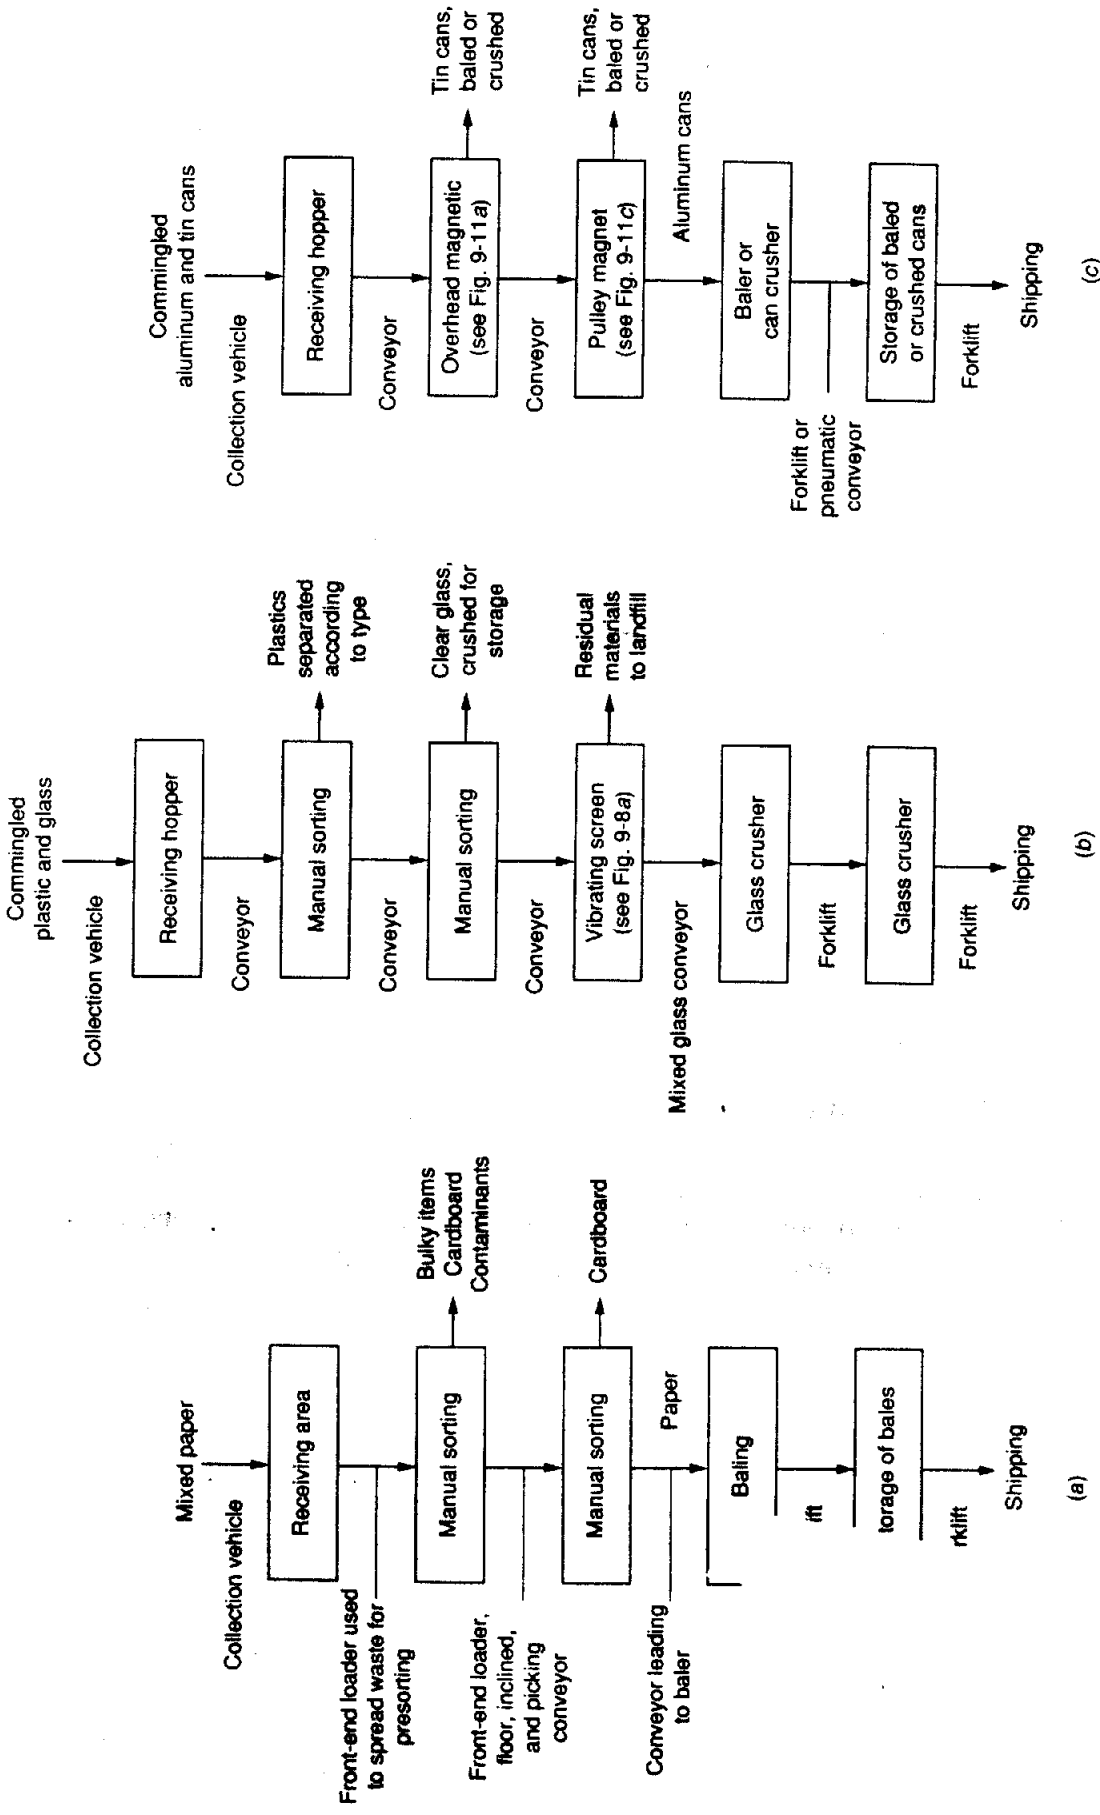 Mixed paper
Collection vehicle
Receiving area
Front-end loader used
to spread waste for
presorting
Manual sorting
Bulky items
Cardboard
Contaminants
Front-end loader,
floor, inclined,
and picking
conveyor
Manual sorting
Cardboard
Conveyor leading
to baler
Paper
Baling
ift
torage of bales
rklift
Shipping
(a)
Commingled
plastic and glass
Collection vehicle
Receiving hopper
Conveyor
Manual sorting
Plastics
separated
according
to type
Conveyor
Manual sorting
Clear glass,
crushed for
storage
Conveyor
Vibrating screen
(see Fig. 9-8a)
Residual
materials
to landfill
Mixed glass conveyor
Glass crusher
Forklift
Glass crusher
Forklift
Shipping
(b)
Commingled
aluminum and tin cans
Collection vehicle
Receiving hopper
Conveyor
Overhead magnetic
(see Fig. 9-11a)
Tin cans,
baled or
crushed
Conveyor
Pulley magnet
(see Fig. 9-11c)
Tin cans,
baled or
crushed
Aluminum cans
Baler or
can crusher
Forklift or
pneumatic
conveyor
Storage of baled
or crushed cans
Forklift
Shipping
(c)